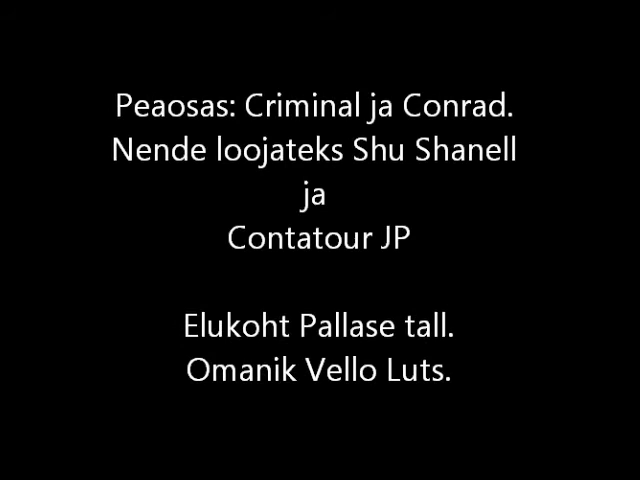 Peaosas: Criminal ja Conrad.
Nende loojateks Shu Shanell
ja
Contatour JP
Elukoht Pallase tall.
Omanik Vello Luts.